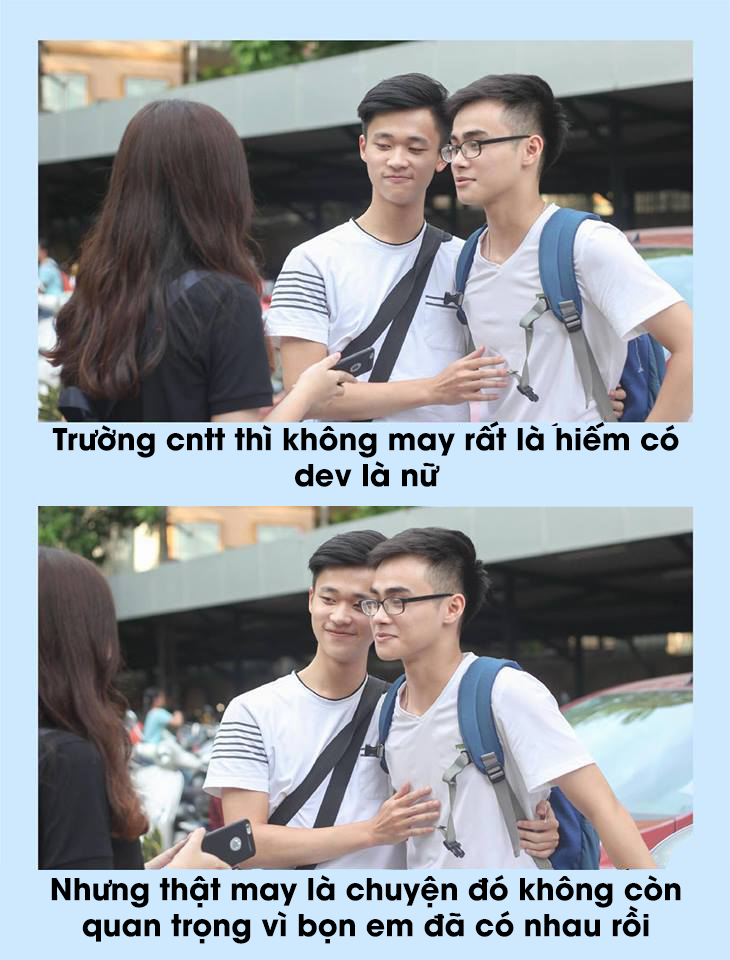 Trường cntt thì không may rất là hiếm có
dev là nữ
Nhưng thật may là chuyện đó không còn
quan trọng vì bọn em đã có nhau rồi